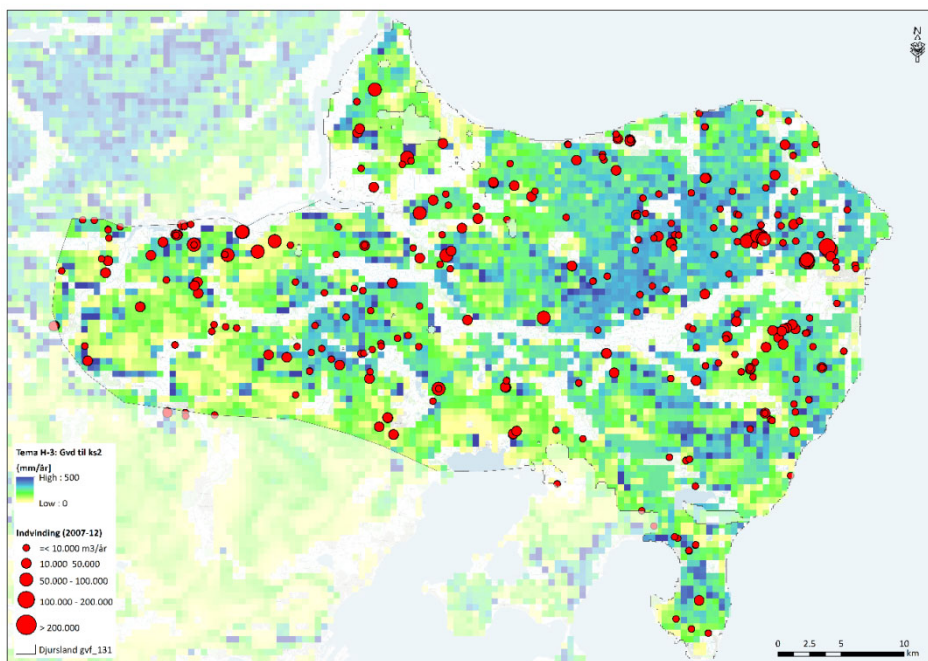 N
Tema H-3: Gvd til ks2
(mm/år)
High : 500
Low : 0
Indvinding (2007-12)
=< 10.000 m3/år
10.000 50.000
50.000 - 100.000
100.000 - 200.000
> 200.000
Djursland gvf_131
0 2.5 5 10
km